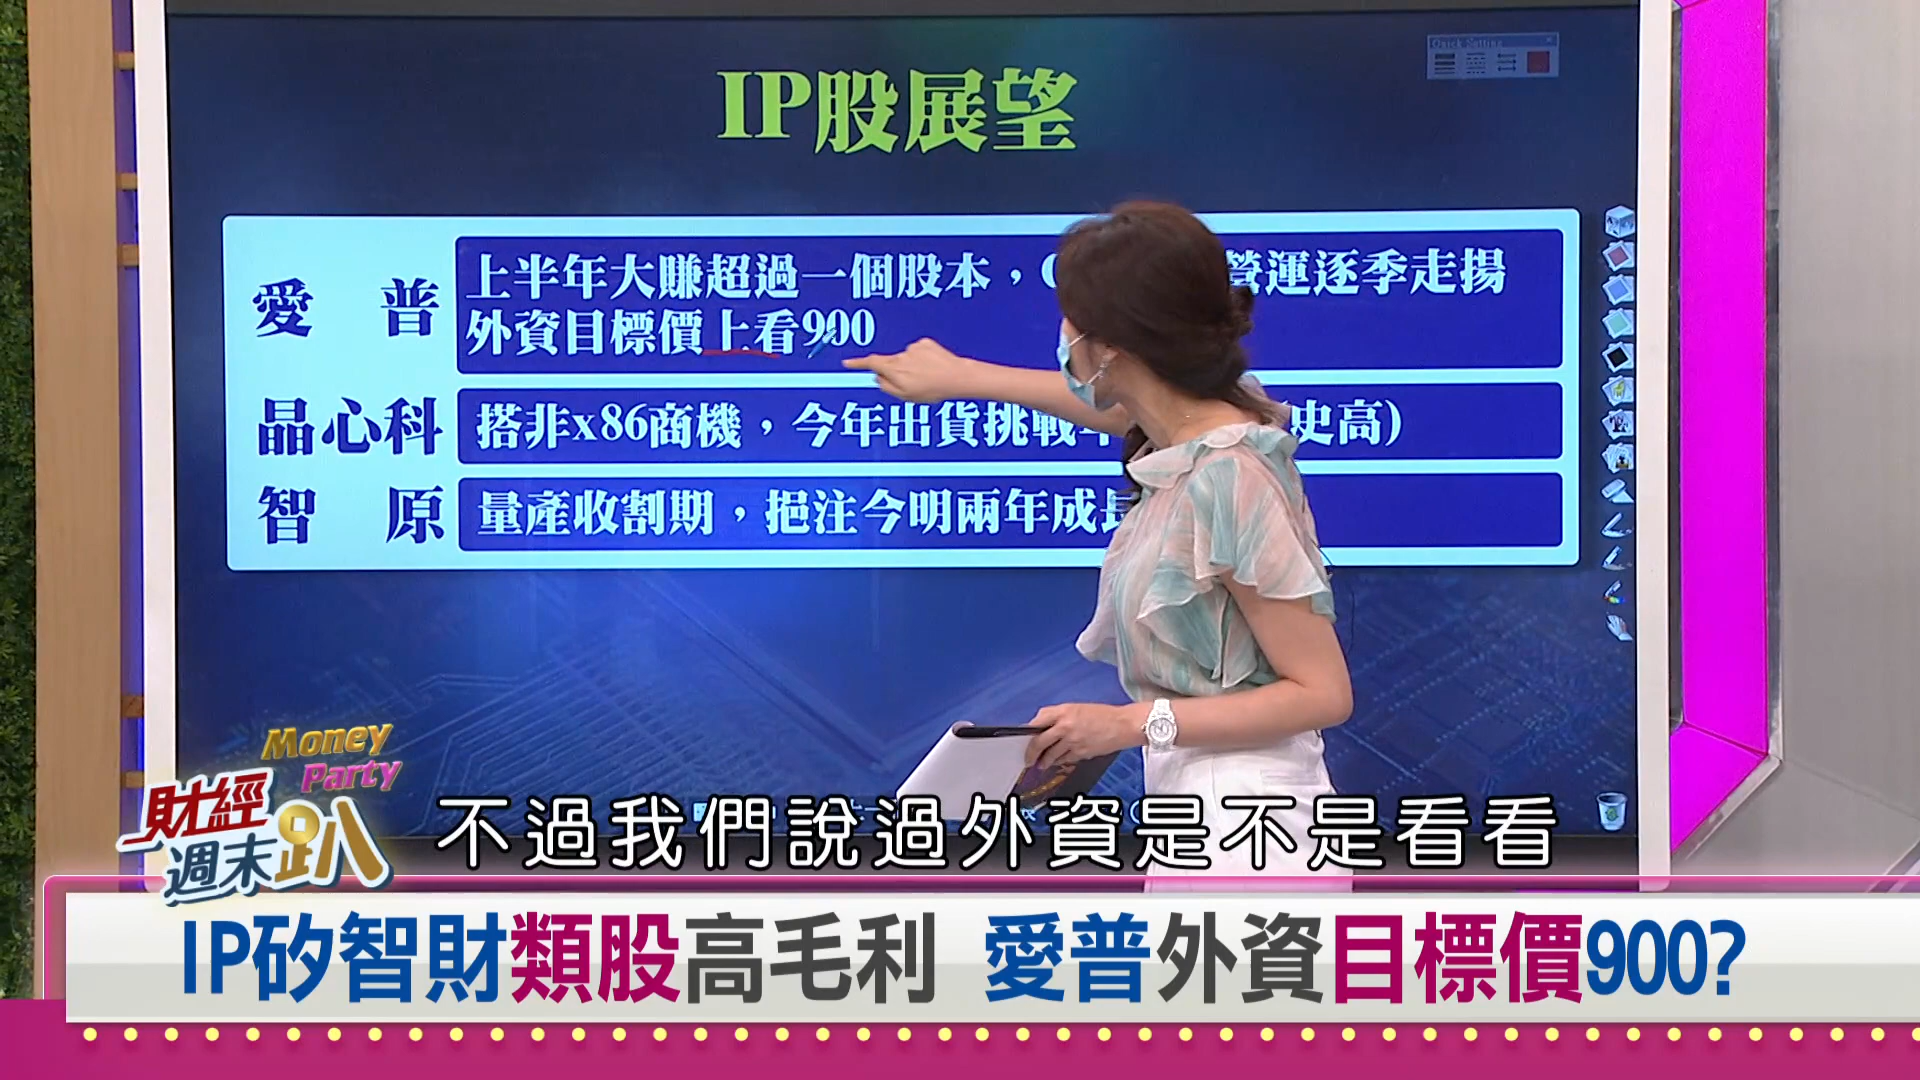 IP股展望
愛普
上半年大賺超過一個股本，營運逐季走揚
外資目標價上看900
晶心科
搭非x86商機，今年出貨挑戰史高)
智原
量產收割期，挹注今明兩年成長
Money
Party
財經
週末趴
不過我們說過外資是不是看看
IP矽智財類股高毛利 愛普外資目標價900?